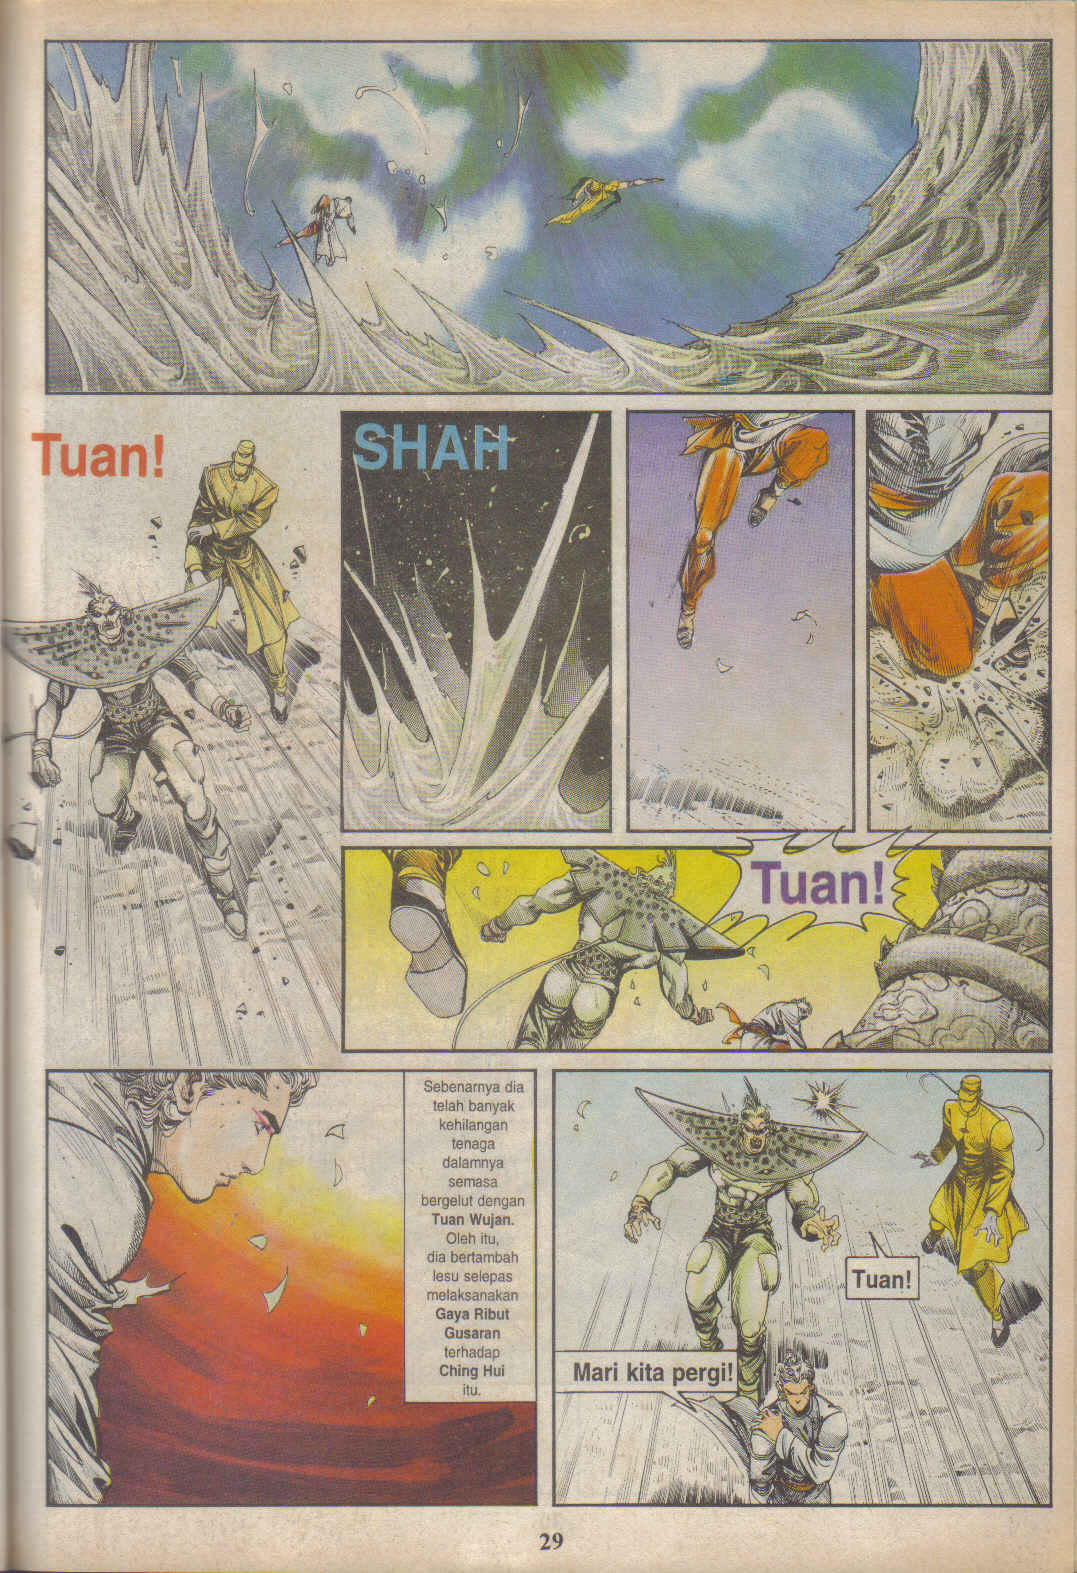 Tuan!
SHAH
Tuan!
Sebenarnya dia
telah banyak
kehilangan
tenaga
dalamnya
semasa
bergelut dengan
Tuan Wujan.
Oleh itu,
dia bertambah
lesu selepas
melaksanakan
Gaya Ribut
Gusaran
terhadap
Ching Hui
itu.
Tuan!
Mari kita pergi!
29